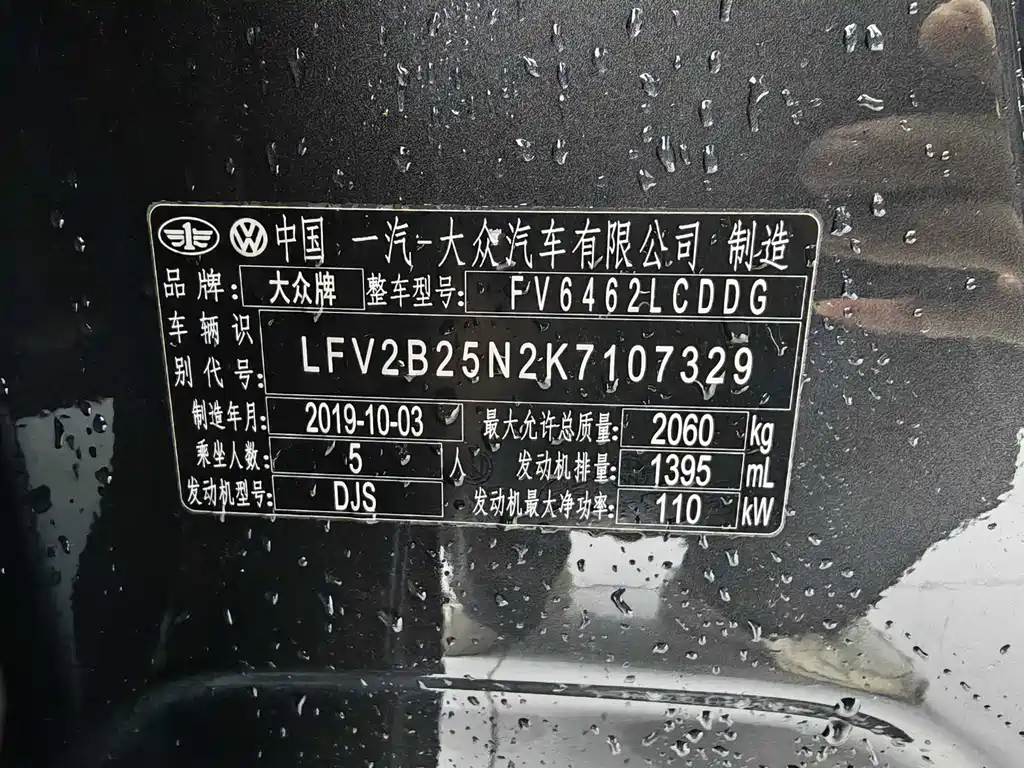 中国 一汽-大众汽车有限公司 制造
品牌: 大众牌 整车型号: FV6462LCDDG
车辆识别代号: LFV2B25N2K7107329
制造年月: 2019-10-03 最大允许总质量: 2060 kg
乘坐人数: 5 人 发动机排量: 1395 mL
发动机型号: DJS 发动机最大净功率: 110 kW